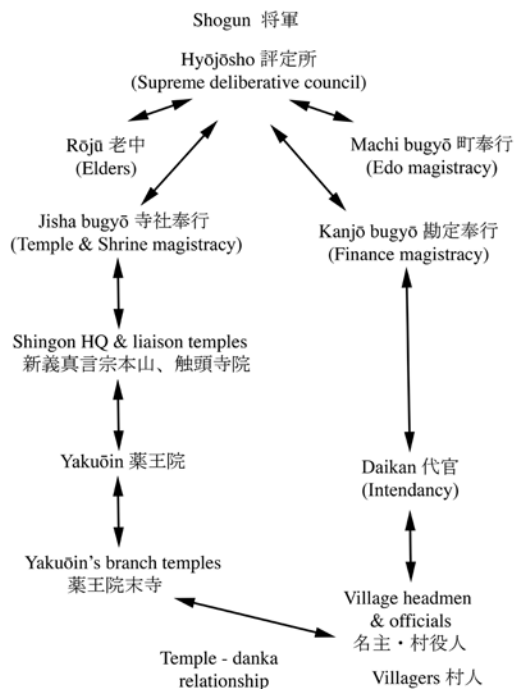 Shogun 将軍
Hyōjōsho 評定所
(Supreme deliberative council)
Rōjū 老中
(Elders)
Machi bugyō 町奉行
(Edo magistracy)
Jisha bugyō 寺社奉行
(Temple & Shrine magistracy)
Kanjō bugyō 勘定奉行
(Finance magistracy)
Shingon HQ & liaison temples
新義真言宗本山、触頭寺院
Yakuōin 薬王院
Daikan 代官
(Intendancy)
Yakuōin's branch temples
薬王院末寺
Village headmen
& officials
名主・村役人
Temple - danka
relationship
Villagers 村人